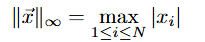 ‖x⃗‖∞ = max 1≤i≤N |xᵢ|